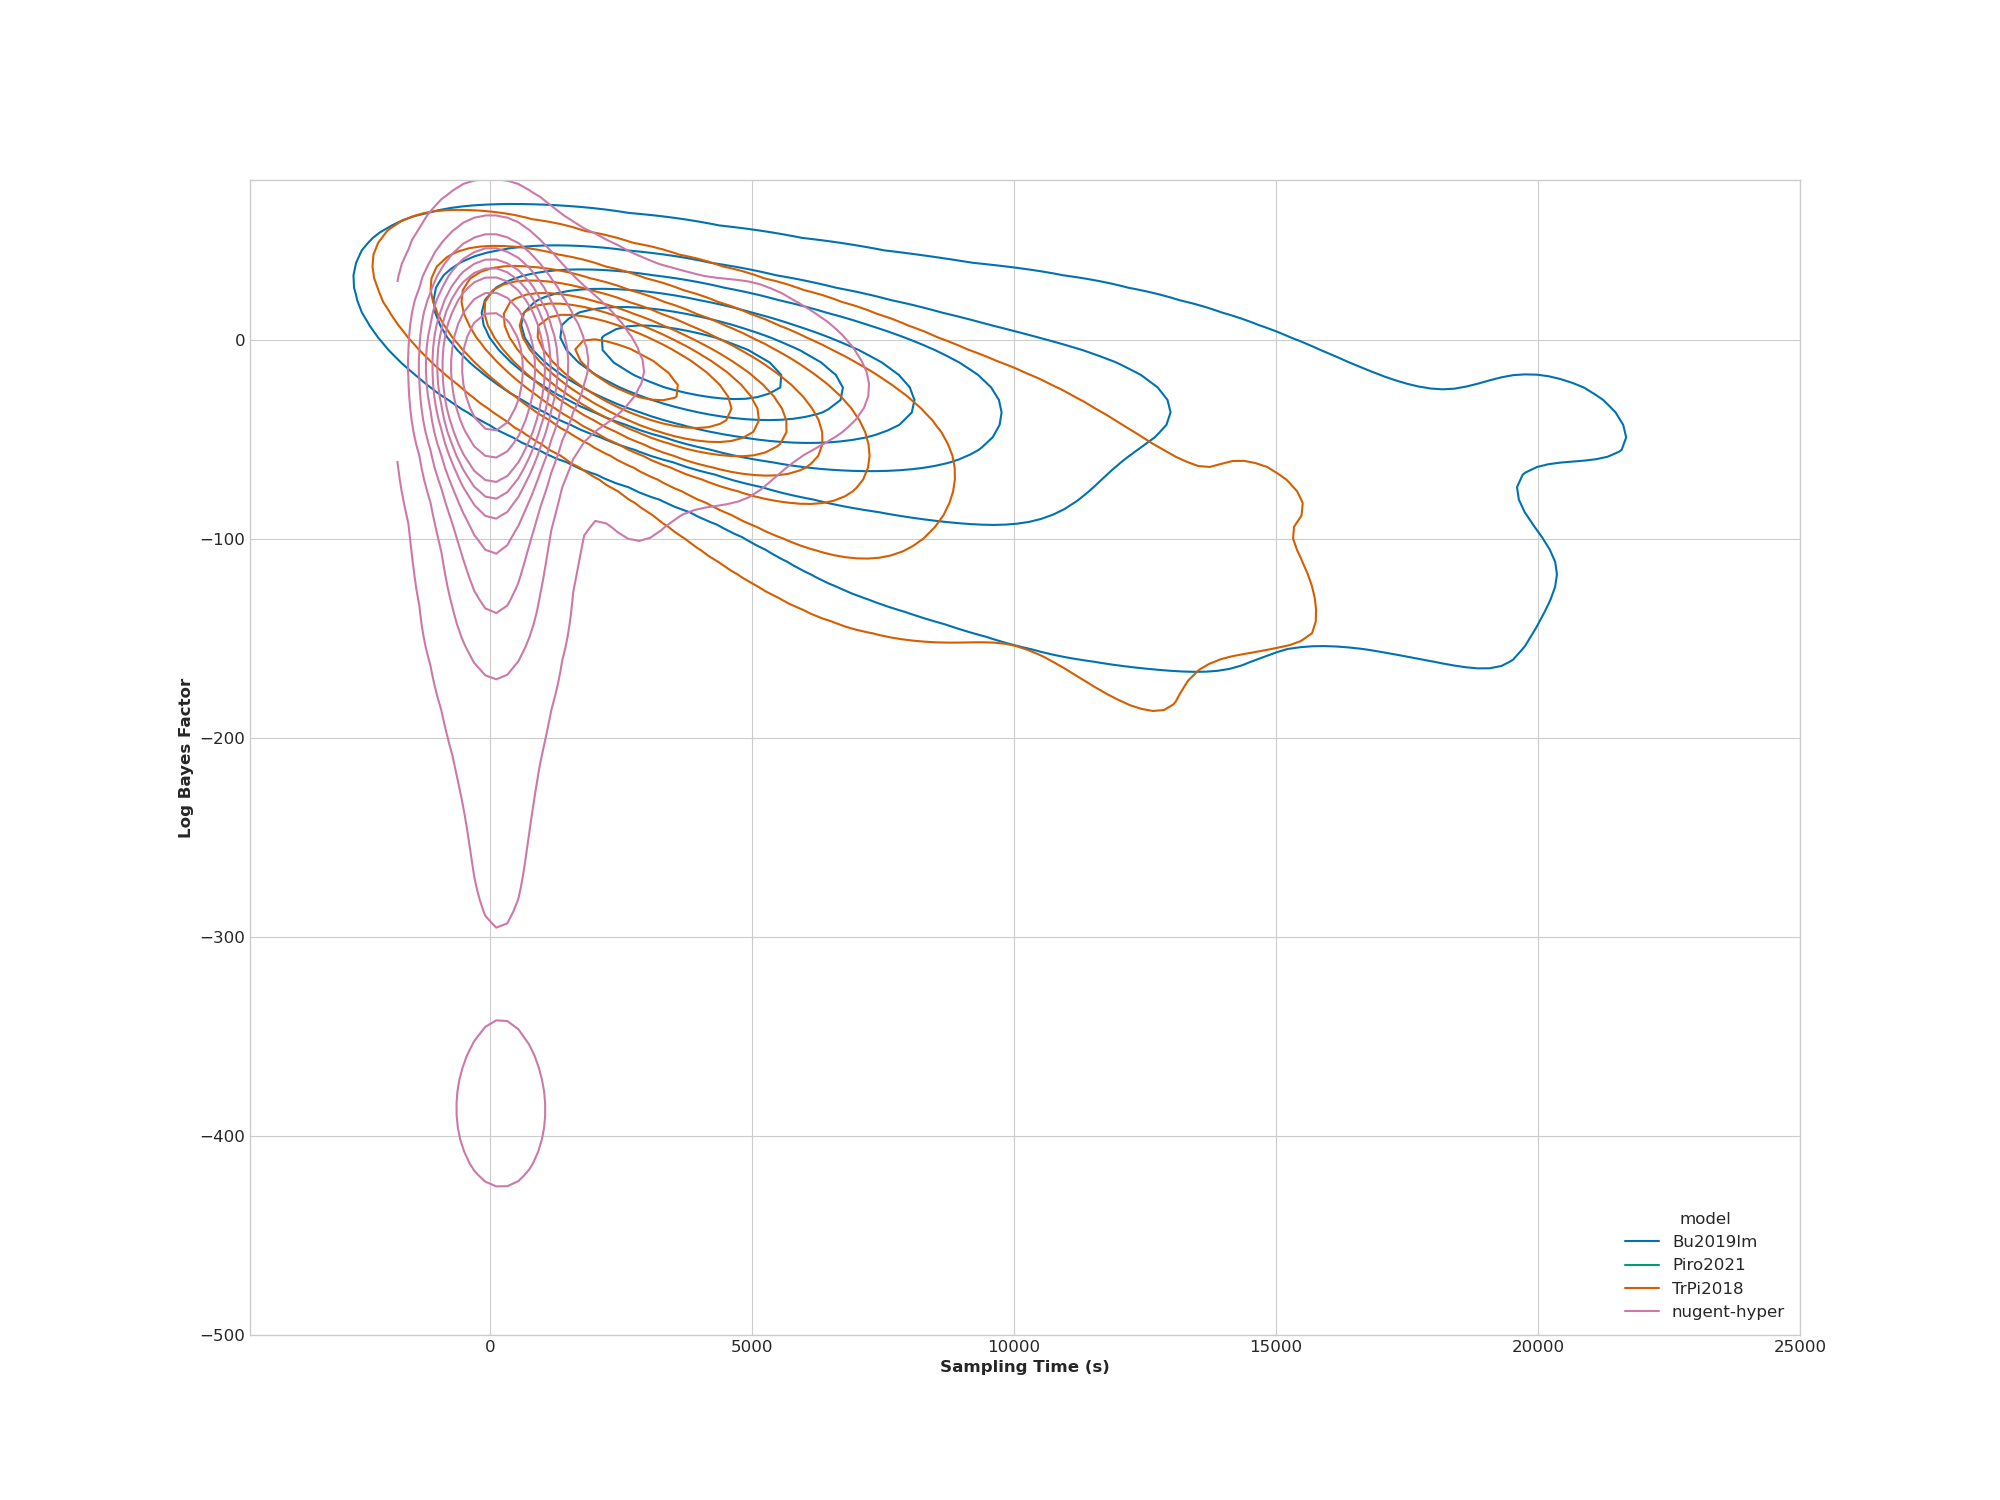 0
−100
−200
−300
−400
−500
Log Bayes Factor
0
5000
10000
15000
20000
25000
Sampling Time (s)
model
Bu2019lm
Piro2021
TrPi2018
nugent-hyper